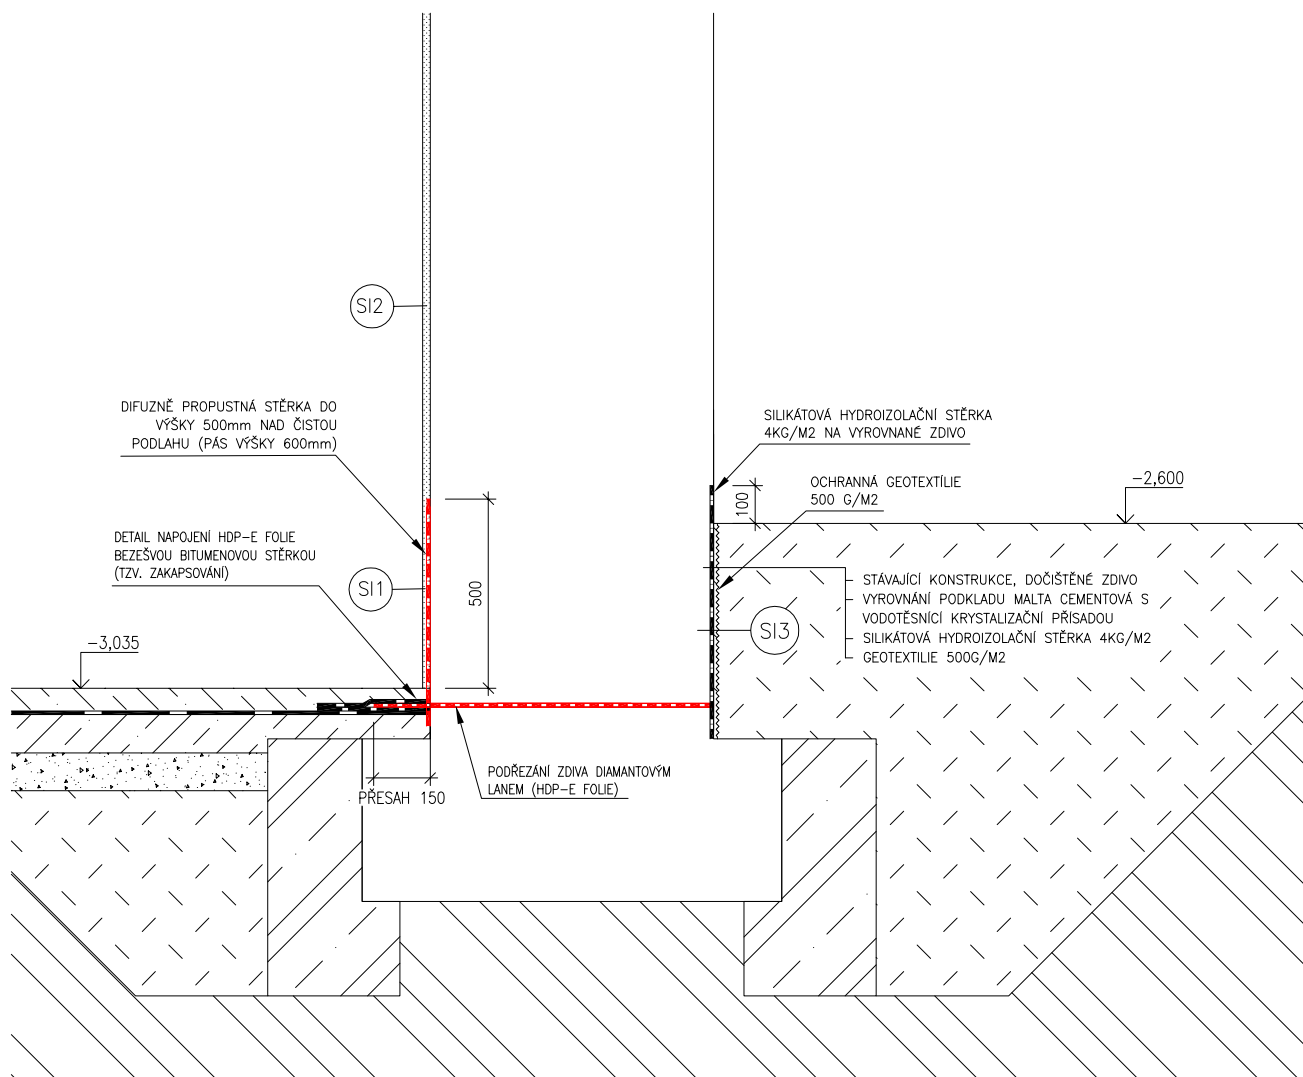 SI2
DIFUZNĚ PROPUSTNÁ STĚRKA DO
VÝŠKY 500mm NAD ČISTOU
PODLAHU (PÁS VÝŠKY 600mm)
SILIKÁTOVÁ HYDROIZOLAČNÍ STĚRKA
4KG/M2 NA VYROVNANÉ ZDIVO
OCHRANNÁ GEOTEXTÍLIE
500 G/M2
100
-2,600
DETAIL NAPOJENÍ HDP-E FOLIE
BEZEŠVOU BITUMENOVOU STĚRKOU
(TZV. ZAKAPSOVÁNÍ)
SI1
500
STÁVAJÍCÍ KONSTRUKCE, DOČIŠTĚNÉ ZDIVO
VYROVNÁNÍ PODKLADU MALTA CEMENTOVÁ S
VODOTĚSNÍCÍ KRYSTALIZAČNÍ PŘÍSADOU
SILIKÁTOVÁ HYDROIZOLAČNÍ STĚRKA 4KG/M2
GEOTEXTILIE 500G/M2
SI3
-3,035
PODŘEZÁNÍ ZDIVA DIAMANTOVÝM
LANEM (HDP-E FOLIE)
PŘESAH 150